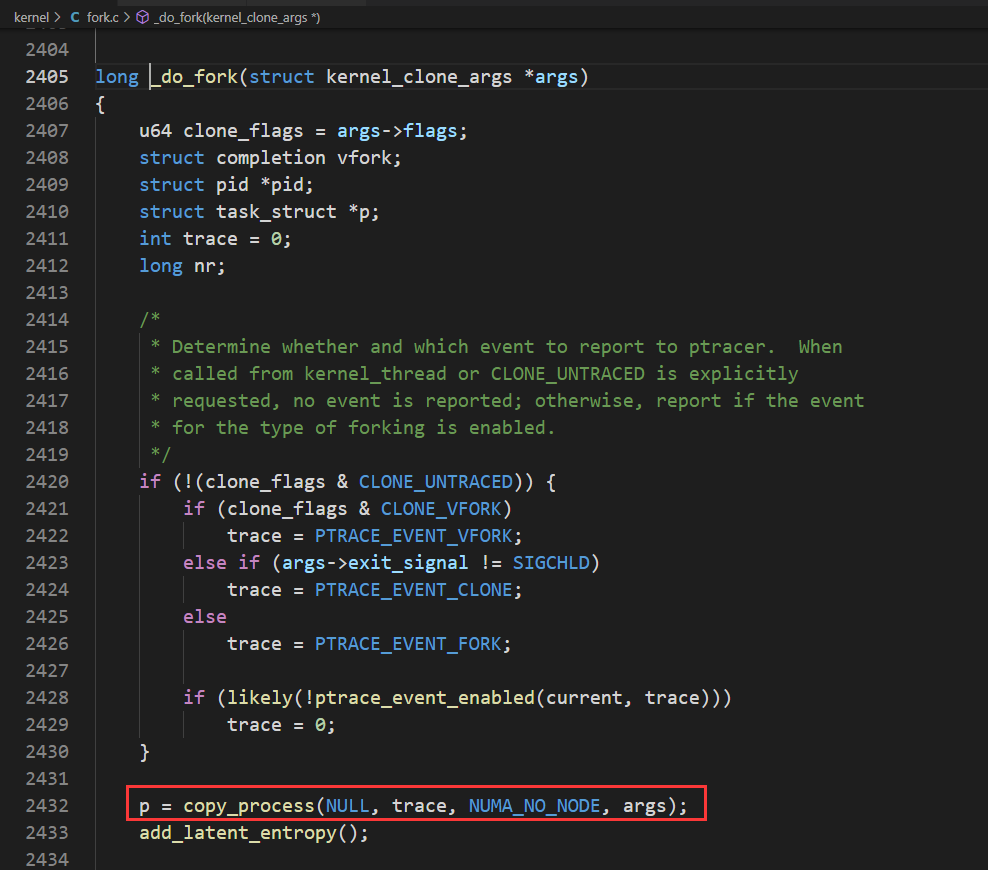 kernel > C fork.c > _do_fork(kernel_clone_args *)
2404
2405 long _do_fork(struct kernel_clone_args *args)
2406 {
2407     u64 clone_flags = args->flags;
2408     struct completion vfork;
2409     struct pid *pid;
2410     struct task_struct *p;
2411     int trace = 0;
2412     long nr;
2413
2414     /*
2415      * Determine whether and which event to report to ptracer.  When
2416      * called from kernel_thread or CLONE_UNTRACED is explicitly
2417      * requested, no event is reported; otherwise, report if the event
2418      * for the type of forking is enabled.
2419      */
2420     if (!(clone_flags & CLONE_UNTRACED)) {
2421         if (clone_flags & CLONE_VFORK)
2422             trace = PTRACE_EVENT_VFORK;
2423         else if (args->exit_signal != SIGCHLD)
2424             trace = PTRACE_EVENT_CLONE;
2425         else
2426             trace = PTRACE_EVENT_FORK;
2427
2428         if (likely(!ptrace_event_enabled(current, trace)))
2429             trace = 0;
2430     }
2431
2432     p = copy_process(NULL, trace, NUMA_NO_NODE, args);
2433     add_latent_entropy();
2434